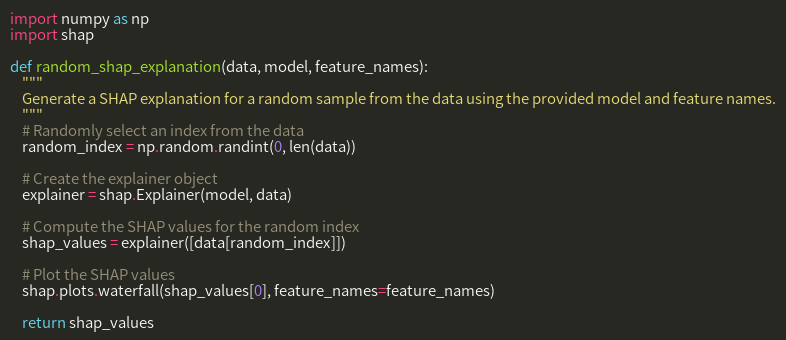 import numpy as np
import shap
def random_shap_explanation(data, model, feature_names):
"""
Generate a SHAP explanation for a random sample from the data using the provided model and feature names.
"""
# Randomly select an index from the data
random_index = np.random.randint(0, len(data))
# Create the explainer object
explainer = shap.Explainer(model, data)
# Compute the SHAP values for the random index
shap_values = explainer([data[random_index]])
# Plot the SHAP values
shap.plots.waterfall(shap_values[0], feature_names=feature_names)
return shap_values